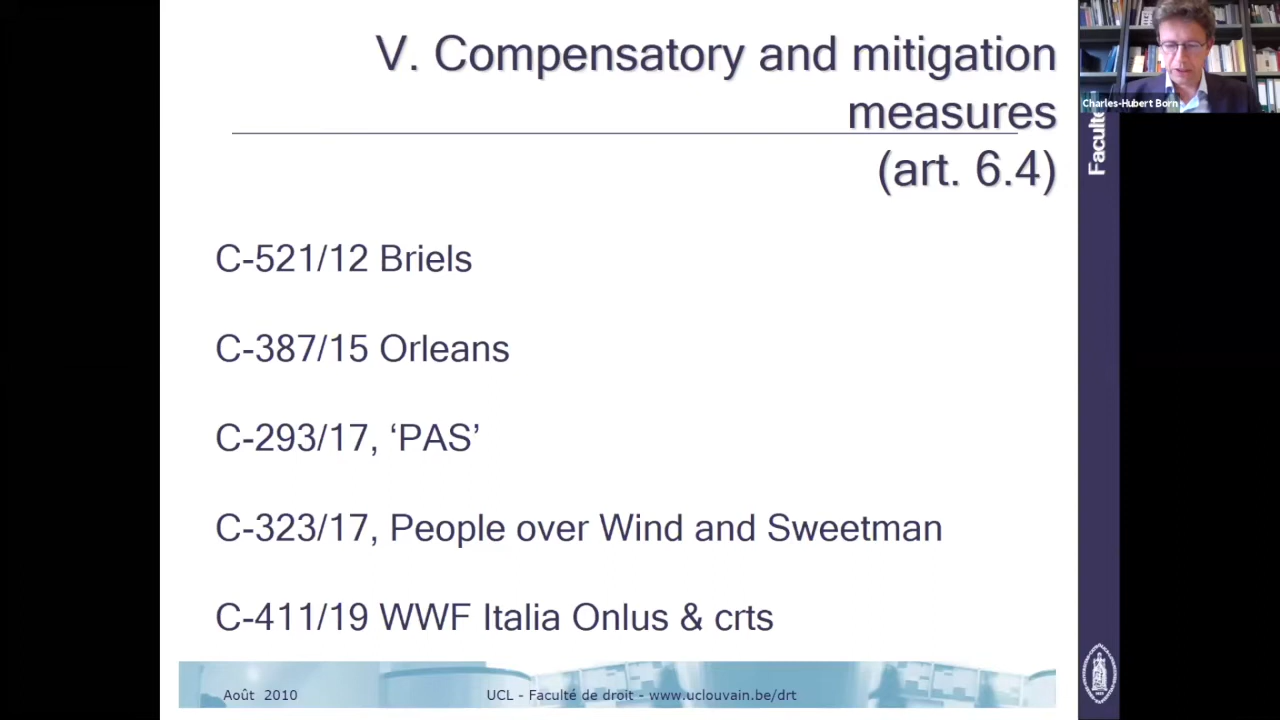 V. Compensatory and mitigation
measures
(art. 6.4)
Charles-Hubert Born
Faculté
C-521/12 Briels
C-387/15 Orleans
C-293/17, ‘PAS’
C-323/17, People over Wind and Sweetman
C-411/19 WWF Italia Onlus & crts
Août 2010
UCL - Faculté de droit - www.uclouvain.be/drt